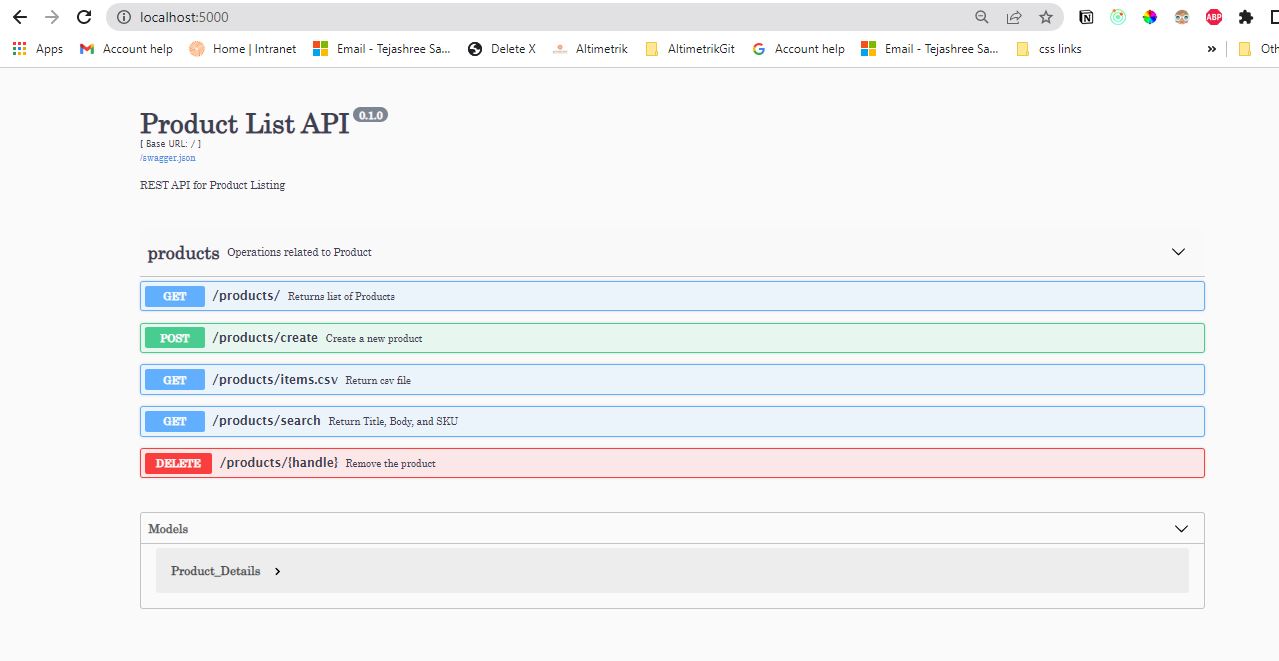 localhost:5000
Apps Account help Home | Intranet Email - Tejashree Sa... Delete X Altimetrik AltimetrikGit Account help Email - Tejashree Sa... css links » Oth
Product List API 0.1.0
[ Base URL: / ]
/swagger.json
REST API for Product Listing
products Operations related to Product
GET /products/ Returns list of Products
POST /products/create Create a new product
GET /products/items.csv Return csv file
GET /products/search Return Title, Body, and SKU
DELETE /products/{handle} Remove the product
Models
Product_Details